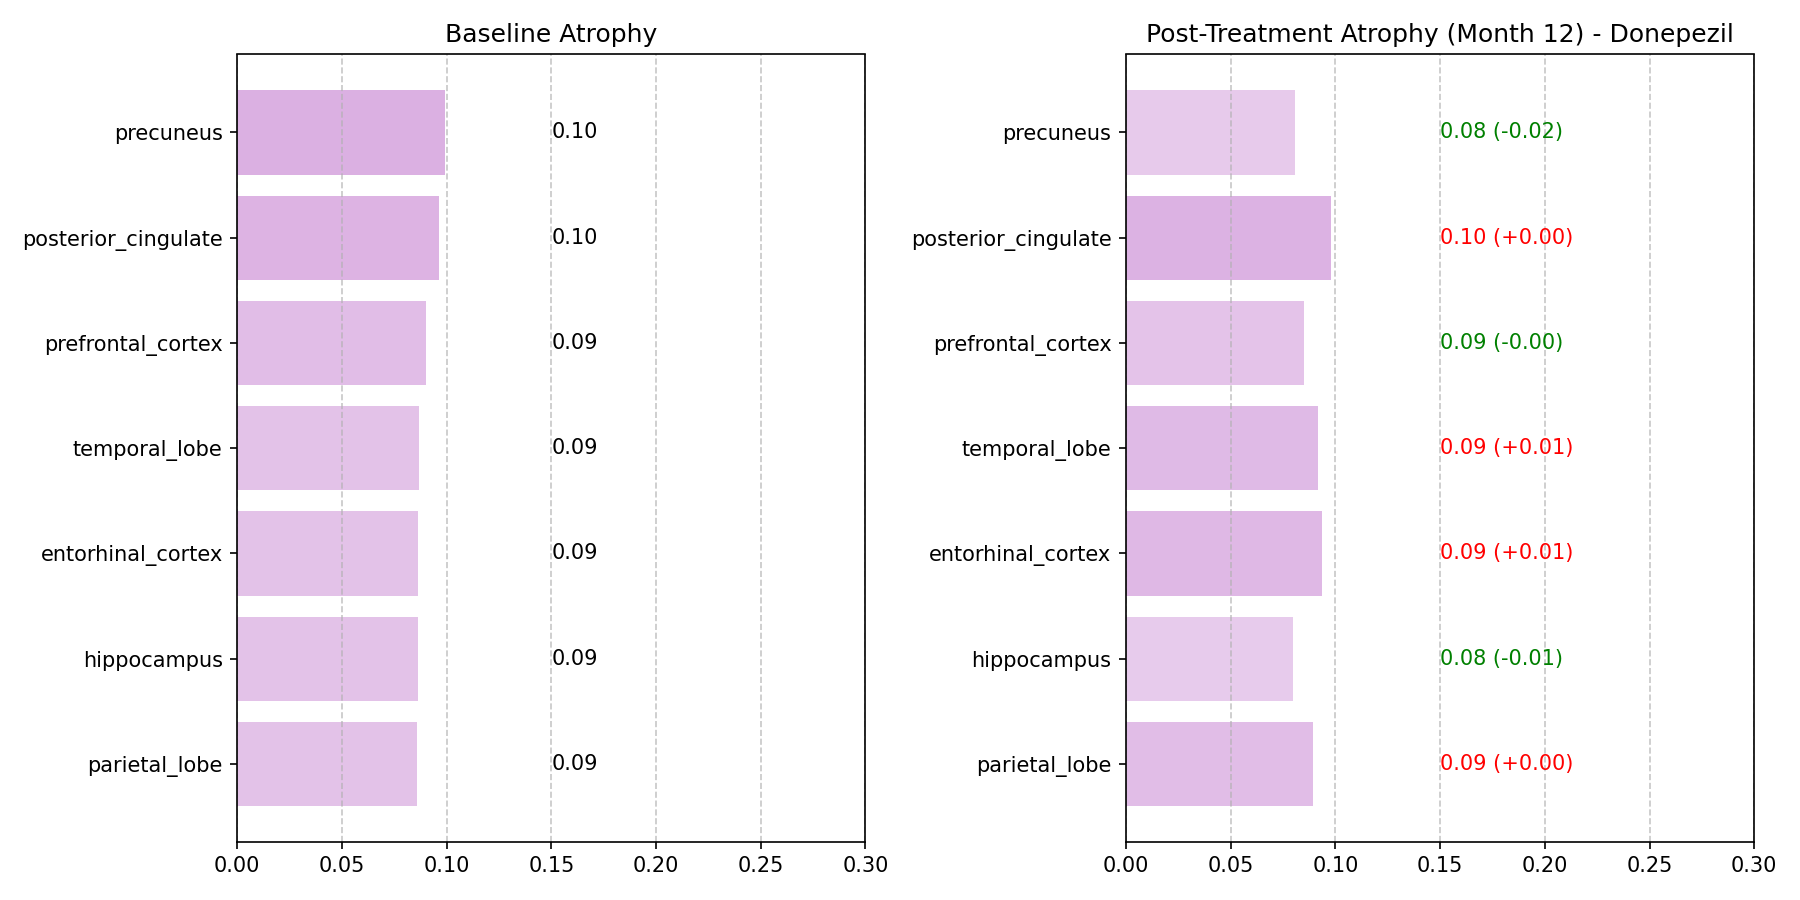 Baseline Atrophy
precuneus 0.10
posterior_cingulate 0.10
prefrontal_cortex 0.09
temporal_lobe 0.09
entorhinal_cortex 0.09
hippocampus 0.09
parietal_lobe 0.09
0.00 0.05 0.10 0.15 0.20 0.25 0.30
Post-Treatment Atrophy (Month 12) - Donepezil
precuneus 0.08 (-0.02)
posterior_cingulate 0.10 (+0.00)
prefrontal_cortex 0.09 (-0.00)
temporal_lobe 0.09 (+0.01)
entorhinal_cortex 0.09 (+0.01)
hippocampus 0.08 (-0.01)
parietal_lobe 0.09 (+0.00)
0.00 0.05 0.10 0.15 0.20 0.25 0.30